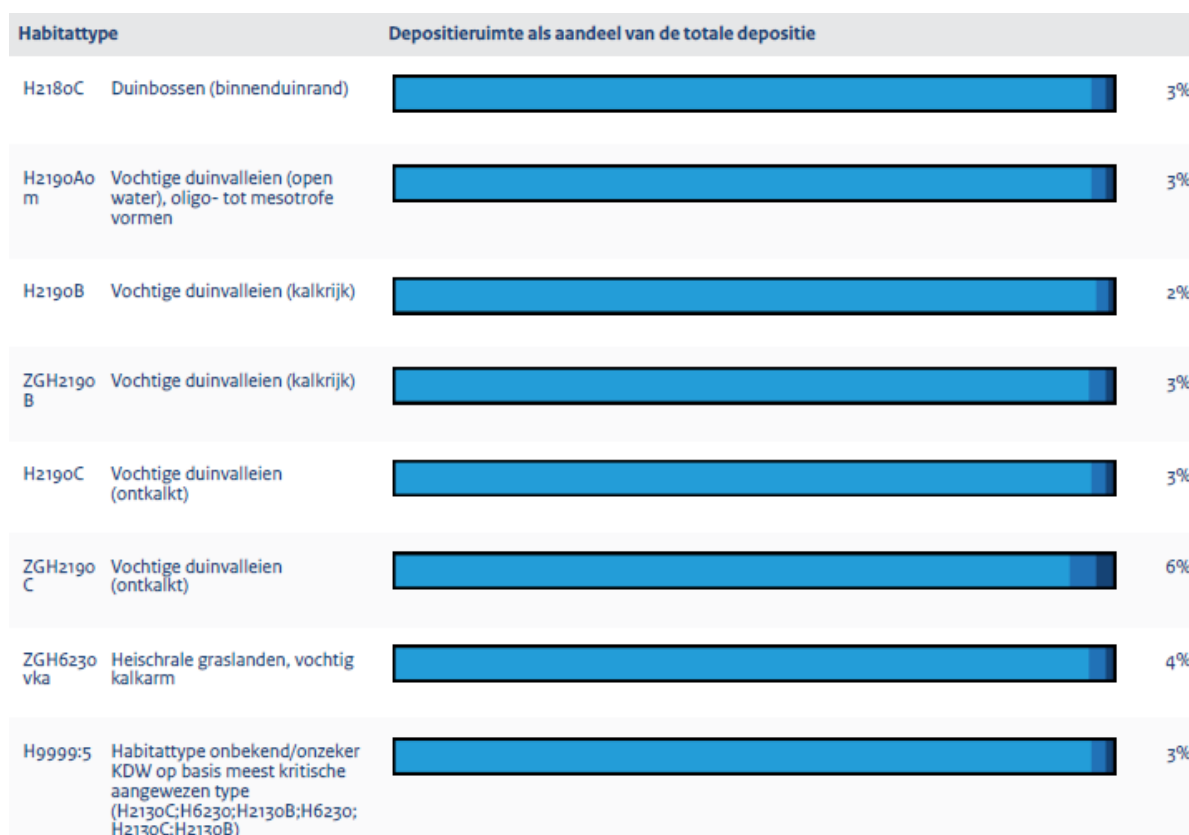 Habitattype Depositieruimte als aandeel van de totale depositie
H2180C Duinbossen (binnenduinrand) 3%
H2190Ao Vochtige duinvalleien (open 3%
m water), oligo- tot mesotrofe
vormen
H2190B Vochtige duinvalleien (kalkrijk) 2%
ZGH2190 Vochtige duinvalleien (kalkrijk) 3%
B
H2190C Vochtige duinvalleien 3%
(ontkalkt)
ZGH2190 Vochtige duinvalleien 6%
C (ontkalkt)
ZGH6230 Heischrale graslanden, vochtig 4%
vka kalkarm
H9999:5 Habitattype onbekend/onzeker 3%
KDW op basis meest kritische
aangewezen type
(H2130C;H6230;H2130B;H6230;
H2130C;H2130B)